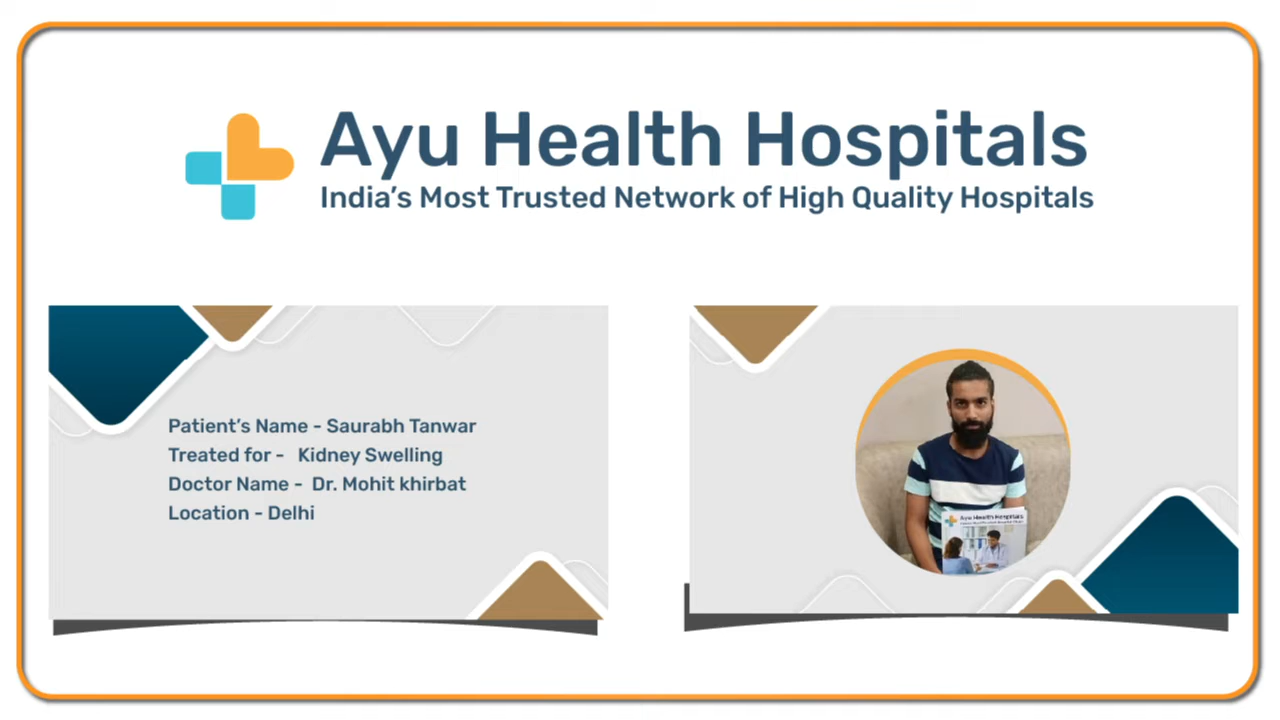 Ayu Health Hospitals
India's Most Trusted Network of High Quality Hospitals
Patient's Name - Saurabh Tanwar
Treated for - Kidney Swelling
Doctor Name - Dr. Mohit khirbat
Location - Delhi
Ayu Health Hospitals